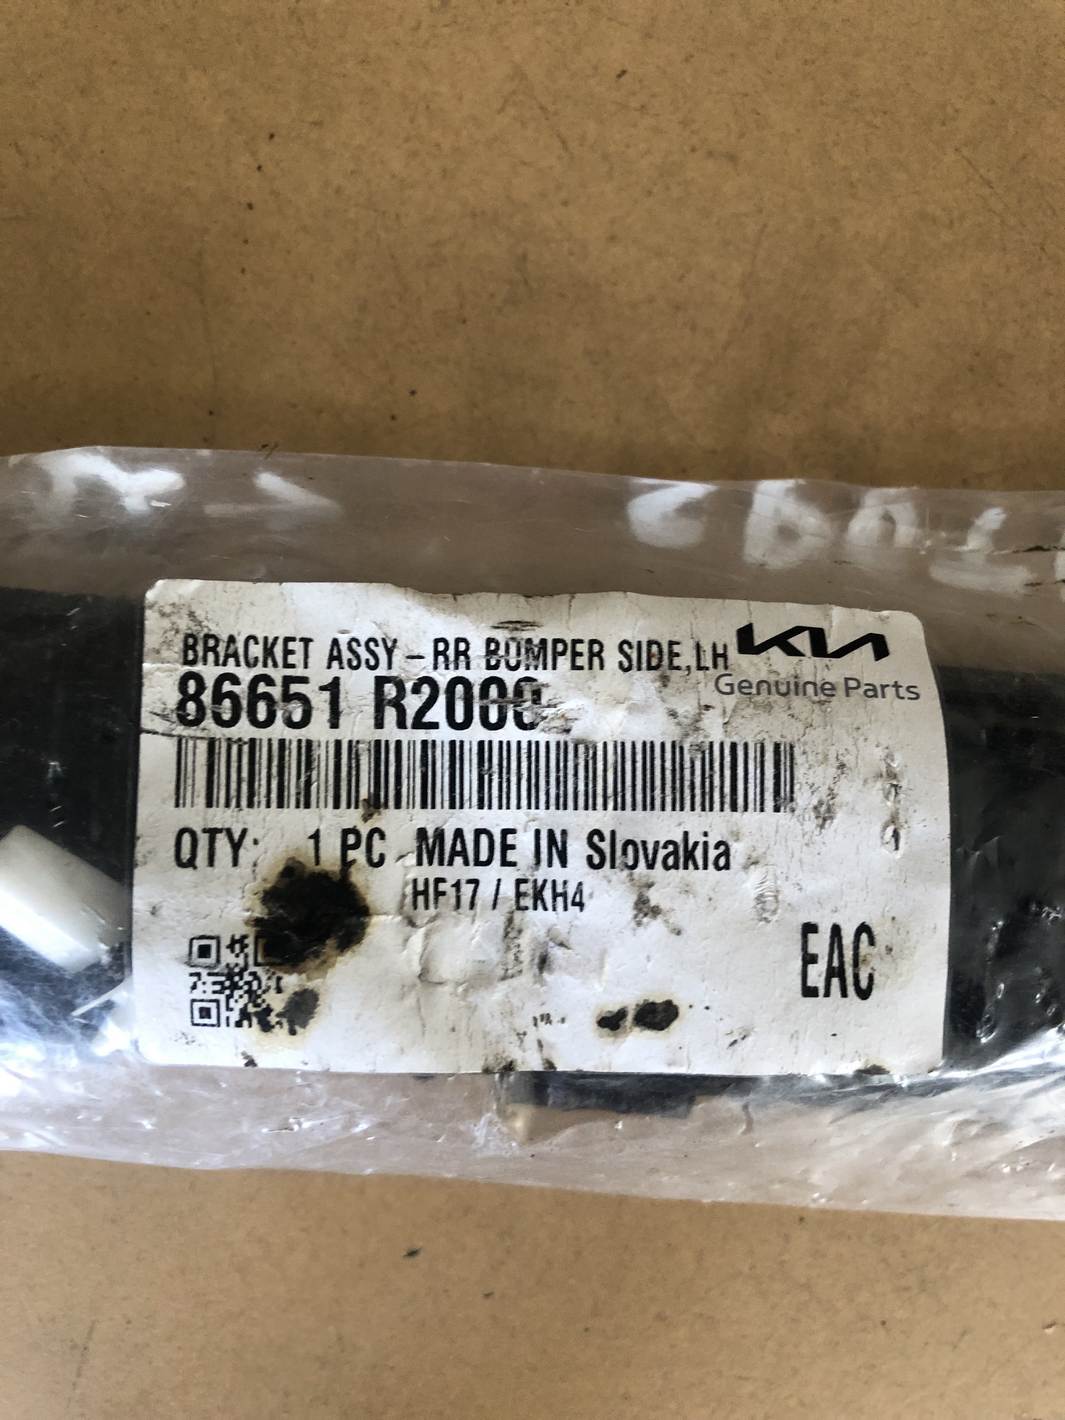 BRACKET ASSY-RR BUMPER SIDE,LH
KIA
Genuine Parts
86651 R2000
QTY: 1 PC MADE IN Slovakia
HF17 / EKH4
EAC